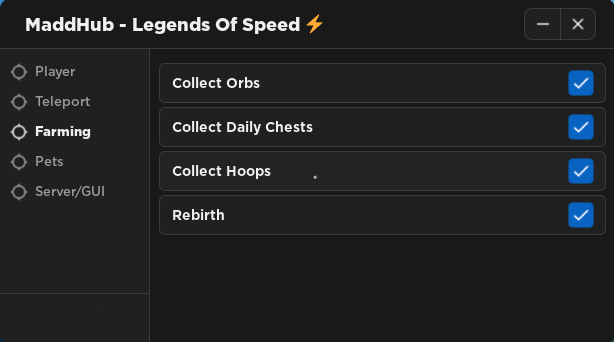 MaddHub - Legends Of Speed⚡
Player
Teleport
Farming
Pets
Server/GUI
Collect Orbs
Collect Daily Chests
Collect Hoops
Rebirth